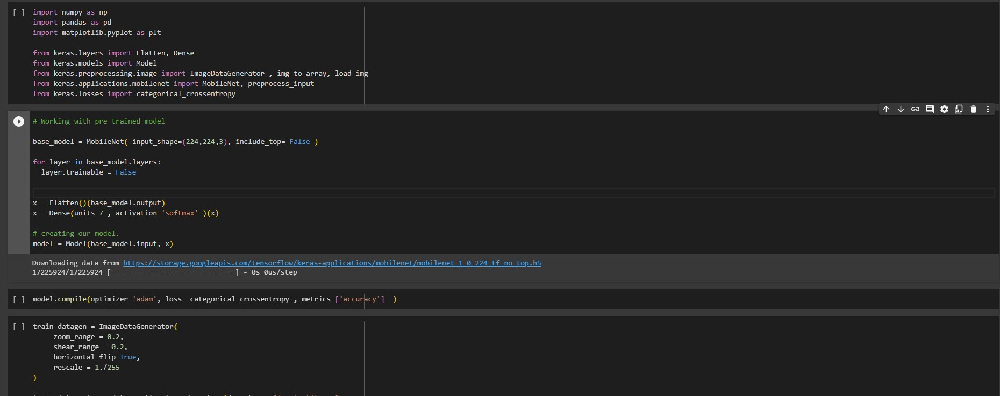 [ ] import numpy as np
import pandas as pd
import matplotlib.pyplot as plt
from keras.layers import Flatten, Dense
from keras.models import Model
from keras.preprocessing.image import ImageDataGenerator , img_to_array, load_img
from keras.applications.mobilenet import MobileNet, preprocess_input
from keras.losses import categorical_crossentropy
# Working with pre trained model
base_model = MobileNet( input_shape=(224,224,3), include_top= False )
for layer in base_model.layers:
layer.trainable = False
x = Flatten()(base_model.output)
x = Dense(units=7 , activation='softmax' )(x)
# creating our model.
model = Model(base_model.input, x)
Downloading data from https://storage.googleapis.com/tensorflow/keras-applications/mobilenet/mobilenet_1_0_224_tf_no_top.h5
17225924/17225924 [==============================] - 0s 0us/step
[ ] model.compile(optimizer='adam', loss= categorical_crossentropy , metrics=['accuracy'] )
[ ] train_datagen = ImageDataGenerator(
zoom_range = 0.2,
shear_range = 0.2,
horizontal_flip=True,
rescale = 1./255
)